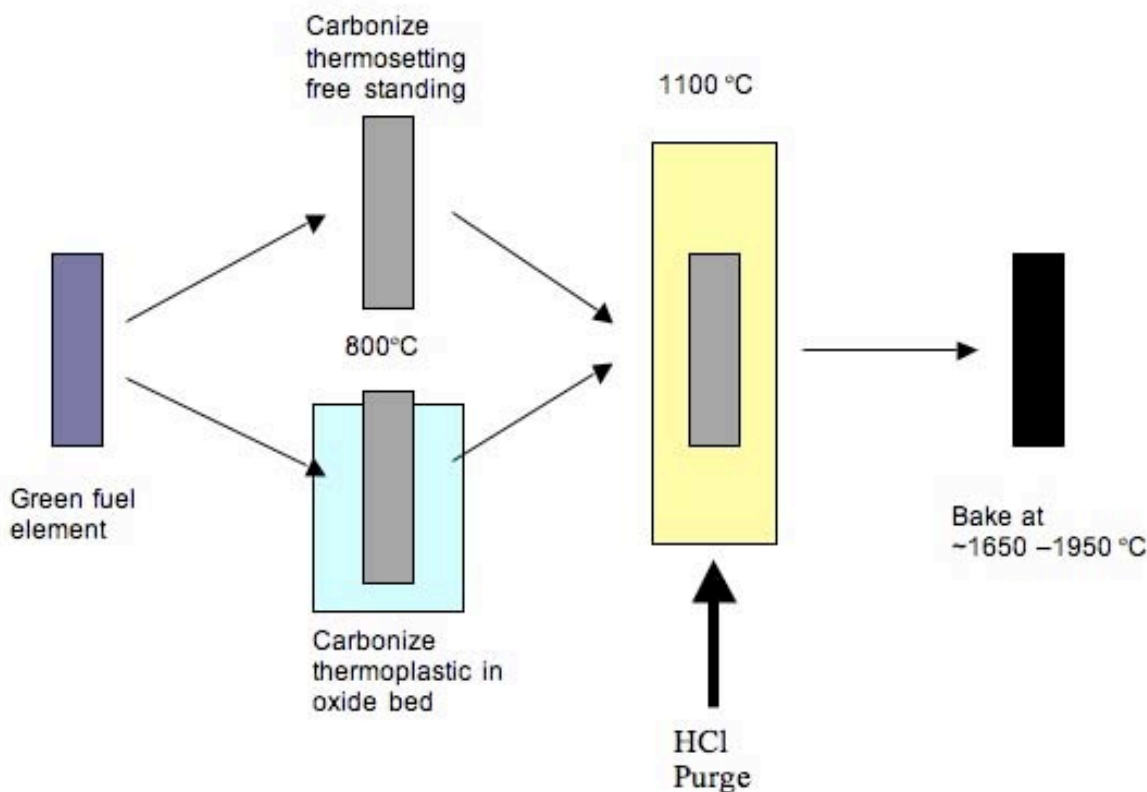 Carbonize
thermosetting
free standing
1100 °C
800°C
Green fuel
element
Bake at
~1650 –1950 °C
Carbonize
thermoplastic in
oxide bed
HCl
Purge